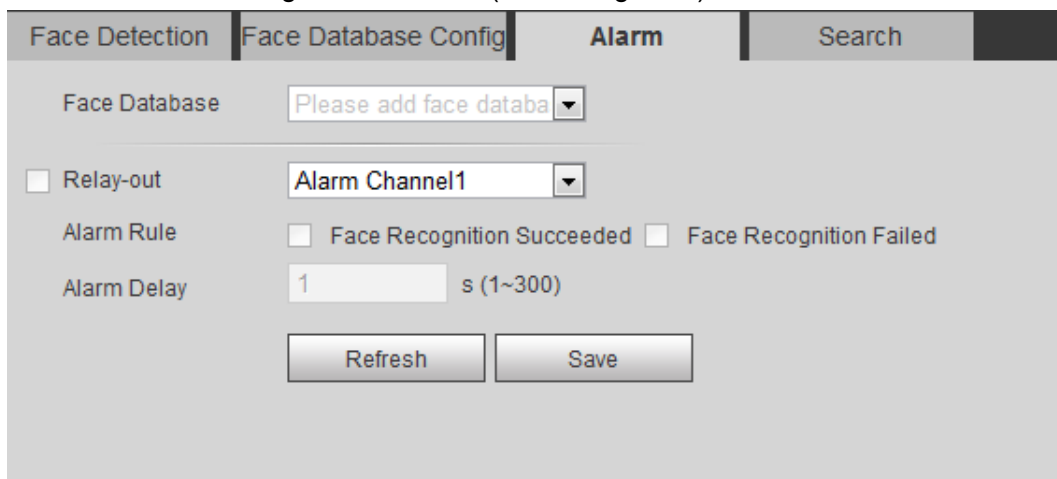 Face Detection Face Database Config Alarm Search
Face Database Please add face databa
Relay-out Alarm Channel1
Alarm Rule Face Recognition Succeeded Face Recognition Failed
Alarm Delay 1 s (1~300)
Refresh Save